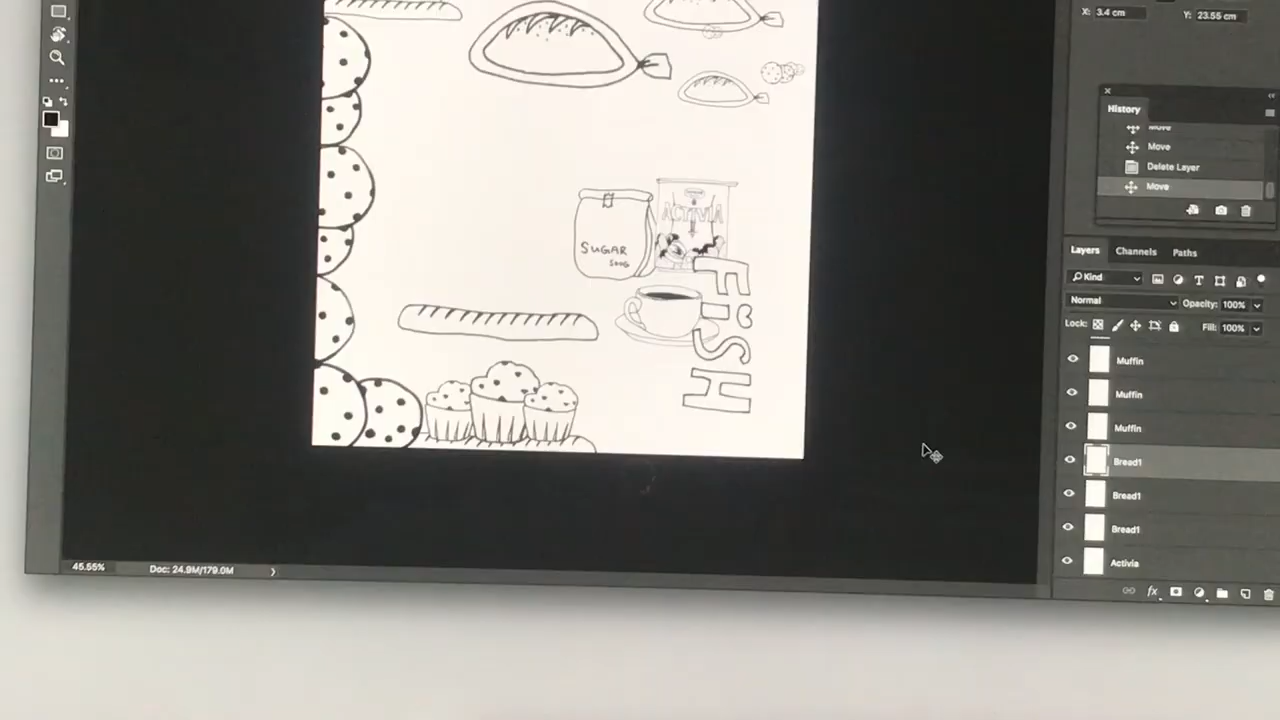 X: 3.4 cm Y: 23.55 cm
History
Move
Move
Delete Layer
Move
Layers Channels Paths
Kind
Normal Opacity: 100%
Lock: Fill: 100%
Muffin
Muffin
Muffin
Bread1
Bread1
Bread1
Activia
ACTIVIA
SUGAR
500G
FiSH
45.55% Doc: 24.9M/179.0M